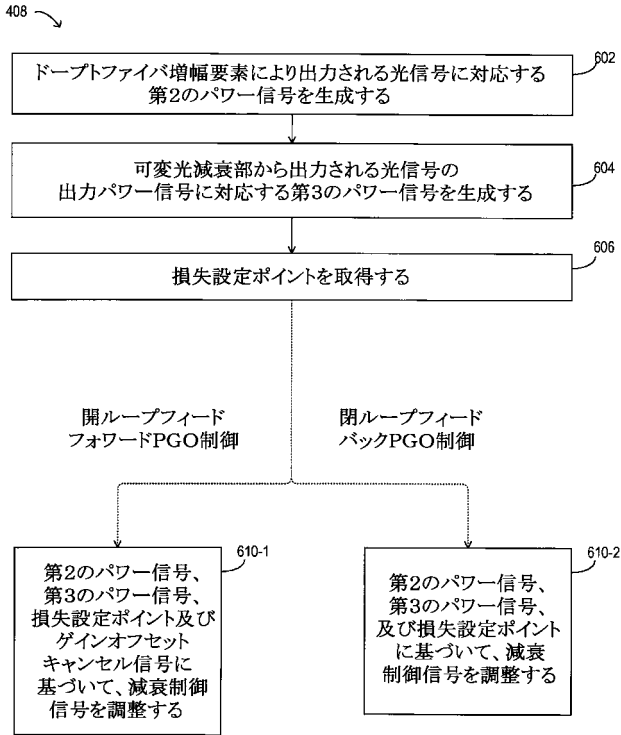 408
ドープトファイバ増幅要素により出力される光信号に対応する
第2のパワー信号を生成する
602
可変光減衰部から出力される光信号の
出力パワー信号に対応する第3のパワー信号を生成する
604
損失設定ポイントを取得する
606
開ループフィード
フォワードPGO制御
閉ループフィード
バックPGO制御
610-1
第2のパワー信号、
第3のパワー信号、
損失設定ポイント及び
ゲインオフセット
キャンセル信号に
基づいて、減衰制御
信号を調整する
610-2
第2のパワー信号、
第3のパワー信号、
及び損失設定ポイント
に基づいて、減衰
制御信号を調整する